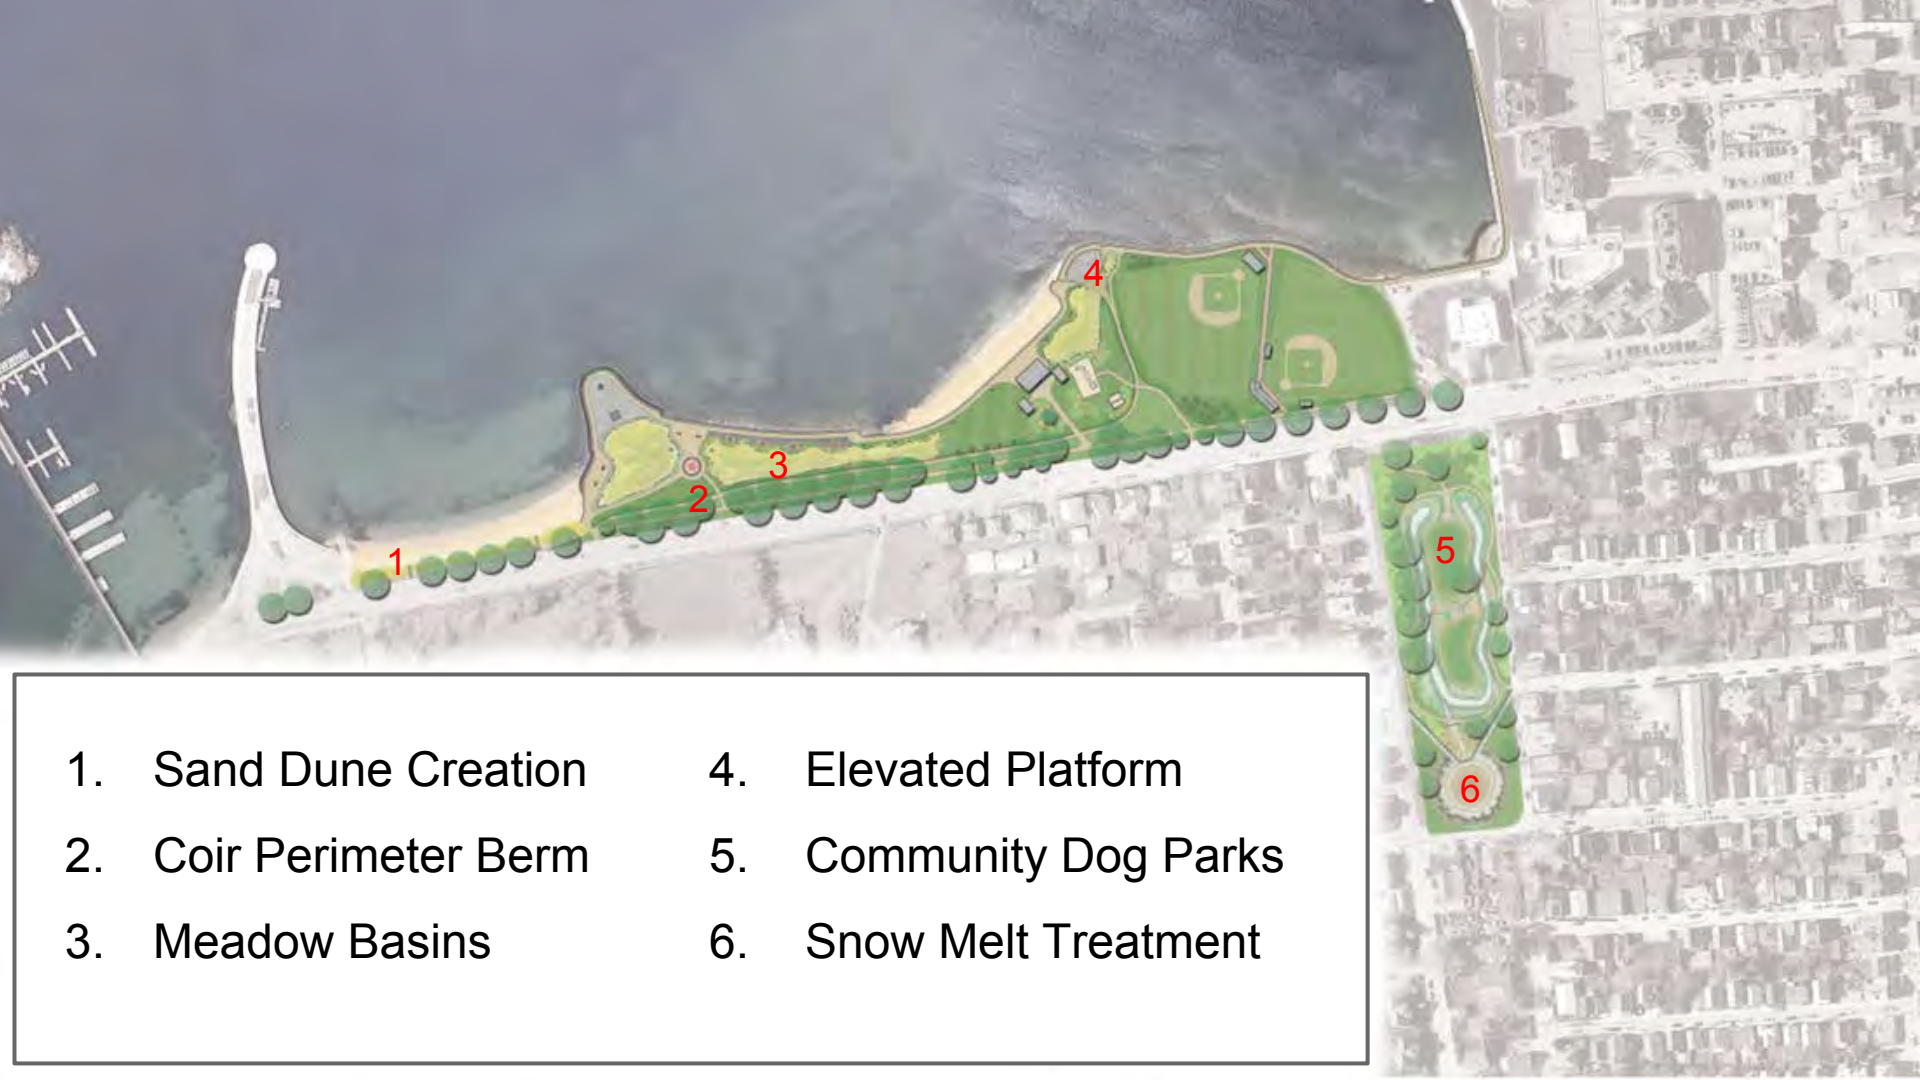 4
3
2
1
5
6
1. Sand Dune Creation
2. Coir Perimeter Berm
3. Meadow Basins
4. Elevated Platform
5. Community Dog Parks
6. Snow Melt Treatment